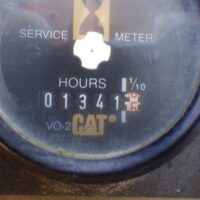 SERVICE METER
HOURS 1/10
01341
VO-2 CAT